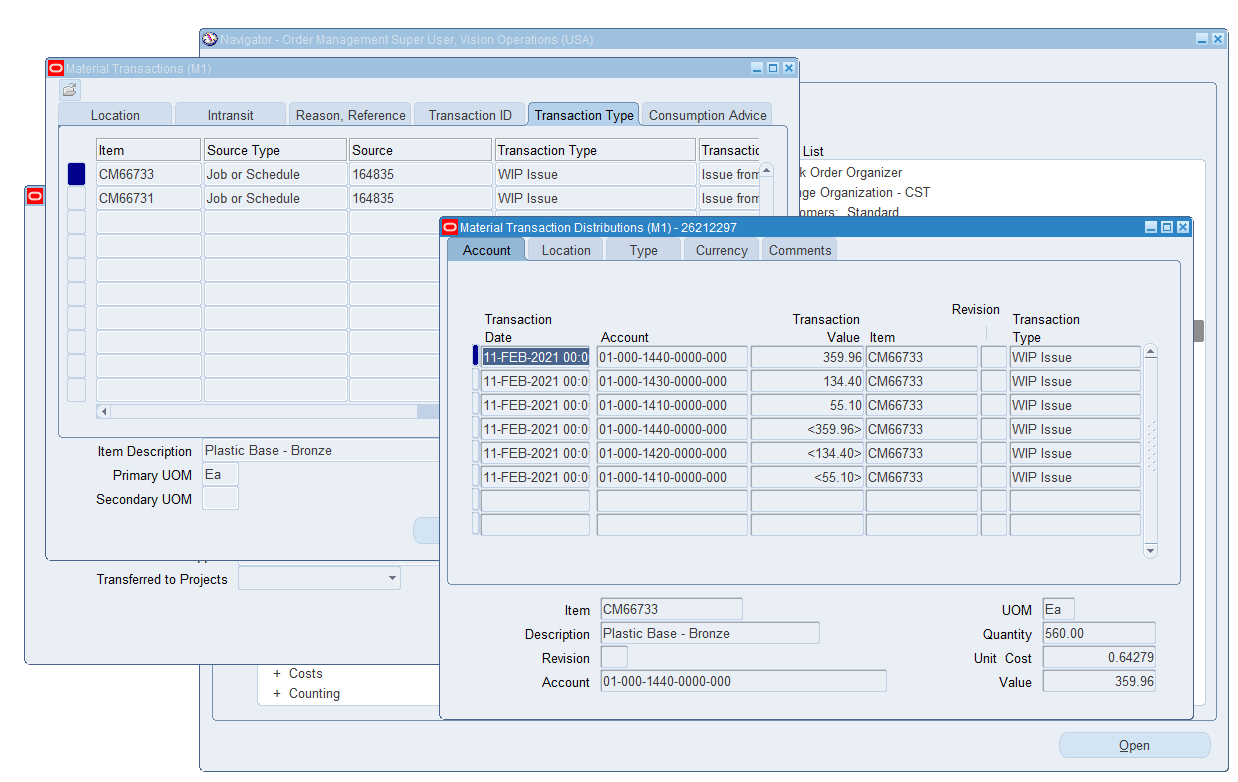 Navigator - Order Management Super User, Vision Operations (USA)
Material Transactions (M1)
Location Intransit Reason, Reference Transaction ID Transaction Type Consumption Advice
Item Source Type Source Transaction Type Transactic
CM66733 Job or Schedule 164835 WIP Issue Issue from
CM66731 Job or Schedule 164835 WIP Issue Issue from
List
k Order Organizer
ge Organization - CST
omers: Standard
Material Transaction Distributions (M1) - 26212297
Account Location Type Currency Comments
Revision
Transaction Transaction Transaction
Date Account Value Item Type
11-FEB-2021 00:0 01-000-1440-0000-000 359.96 CM66733 WIP Issue
11-FEB-2021 00:0 01-000-1430-0000-000 134.40 CM66733 WIP Issue
11-FEB-2021 00:0 01-000-1410-0000-000 55.10 CM66733 WIP Issue
11-FEB-2021 00:0 01-000-1440-0000-000 <359.96> CM66733 WIP Issue
11-FEB-2021 00:0 01-000-1420-0000-000 <134.40> CM66733 WIP Issue
11-FEB-2021 00:0 01-000-1410-0000-000 <55.10> CM66733 WIP Issue
Item CM66733 UOM Ea
Description Plastic Base - Bronze Quantity 560.00
Revision Unit Cost 0.64279
Account 01-000-1440-0000-000 Value 359.96
Item Description Plastic Base - Bronze
Primary UOM Ea
Secondary UOM
Transferred to Projects
+ Costs
+ Counting
Open